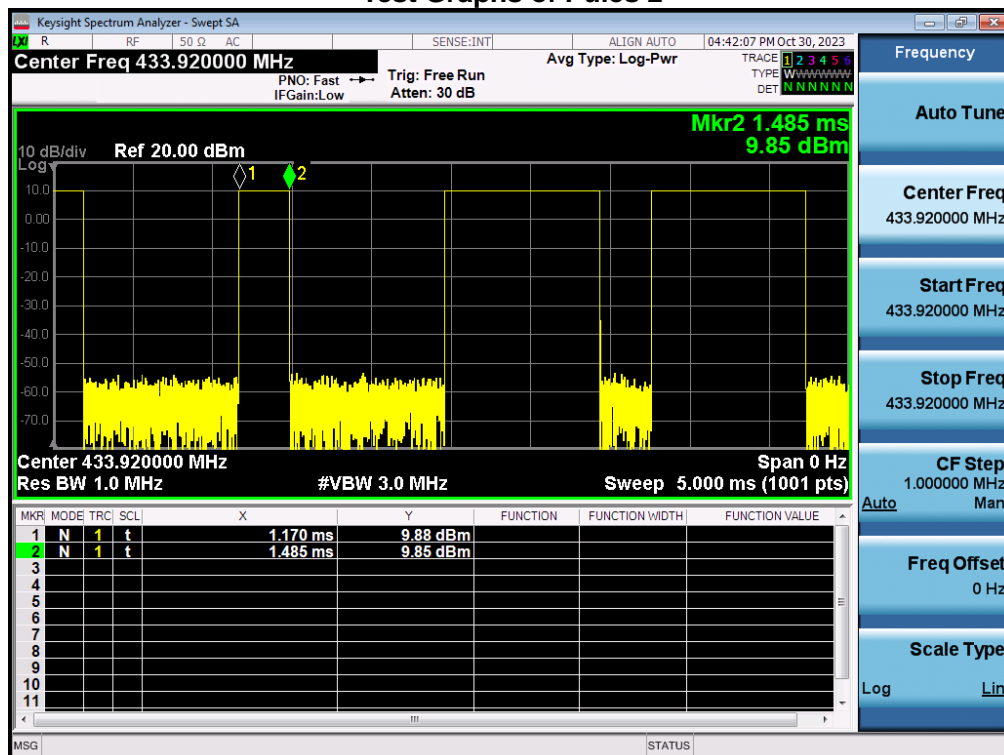 Test Graphs of Pulos 2
Keysight Spectrum Analyzer - Swept SA
LXI R RF 50 Ω AC SENSE:INT ALIGN AUTO 04:42:07 PM Oct 30, 2023
Center Freq 433.920000 MHz
PNO: Fast
IFGain:Low
Trig: Free Run
Atten: 30 dB
Avg Type: Log-Pwr
TRACE 1 2 3 4 5 6
TYPE WWWWWW
DET N N N N N N
Mkr2 1.485 ms
9.85 dBm
10 dB/div Ref 20.00 dBm
Log
1 2
10.0
0.00
-10.0
-20.0
-30.0
-40.0
-50.0
-60.0
-70.0
Center 433.920000 MHz Span 0 Hz
Res BW 1.0 MHz #VBW 3.0 MHz Sweep 5.000 ms (1001 pts)
MKR MODE TRC SCL X Y FUNCTION FUNCTION WIDTH FUNCTION VALUE
1 N 1 t 1.170 ms 9.88 dBm
2 N 1 t 1.485 ms 9.85 dBm
3
4
5
6
7
8
9
10
11
MSG STATUS
Frequency
Auto Tune
Center Freq
433.920000 MHz
Start Freq
433.920000 MHz
Stop Freq
433.920000 MHz
CF Step
1.000000 MHz
Auto Man
Freq Offset
0 Hz
Scale Type
Log Lin